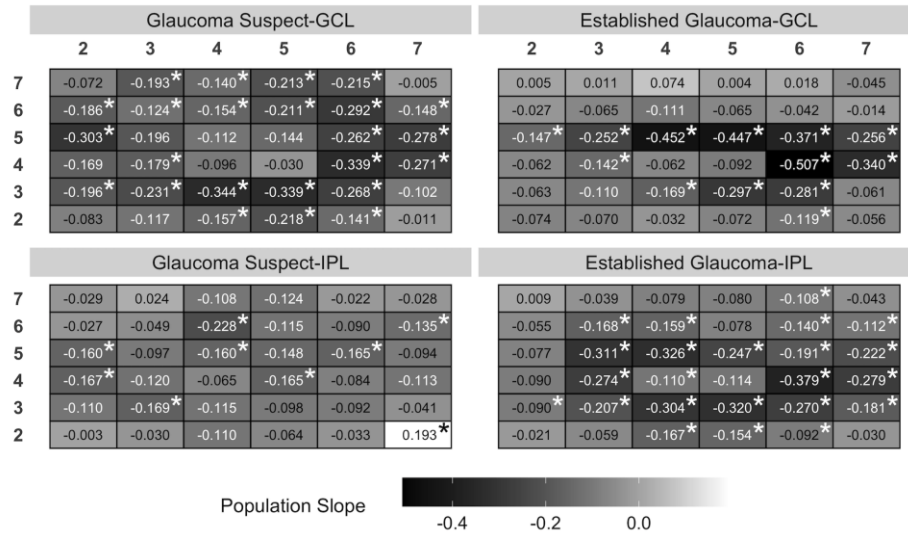 Glaucoma Suspect-GCL Established Glaucoma-GCL
2 3 4 5 6 7 2 3 4 5 6 7
7 -0.072 -0.193* -0.140* -0.213* -0.215* -0.005 0.005 0.011 0.074 0.004 0.018 -0.045
6 -0.186* -0.124* -0.154* -0.211* -0.292* -0.148* -0.027 -0.065 -0.111 -0.065 -0.042 -0.014
5 -0.303* -0.196 -0.112 -0.144 -0.262* -0.278* -0.147* -0.252* -0.452* -0.447* -0.371* -0.256*
4 -0.169 -0.179* -0.096 -0.030 -0.339* -0.271* -0.062 -0.142* -0.062 -0.092 -0.507* -0.340*
3 -0.196* -0.231* -0.344* -0.339* -0.268* -0.102 -0.063 -0.110 -0.169* -0.297* -0.281* -0.061
2 -0.083 -0.117 -0.157* -0.218* -0.141* -0.011 -0.074 -0.070 -0.032 -0.072 -0.119* -0.056
Glaucoma Suspect-IPL Established Glaucoma-IPL
7 -0.029 0.024 -0.108 -0.124 -0.022 -0.028 0.009 -0.039 -0.079 -0.080 -0.108* -0.043
6 -0.027 -0.049 -0.228* -0.115 -0.090 -0.135* -0.055 -0.168* -0.159* -0.078 -0.140* -0.112*
5 -0.160* -0.097 -0.160* -0.148 -0.165* -0.094 -0.077 -0.311* -0.326* -0.247* -0.191* -0.222*
4 -0.167* -0.120 -0.065 -0.165* -0.084 -0.113 -0.090 -0.274* -0.110* -0.114 -0.379* -0.279*
3 -0.110 -0.169* -0.115 -0.098 -0.092 -0.041 -0.090* -0.207* -0.304* -0.320* -0.270* -0.181*
2 -0.003 -0.030 -0.110 -0.064 -0.033 0.193* -0.021 -0.059 -0.167* -0.154* -0.092* -0.030
Population Slope
-0.4 -0.2 0.0